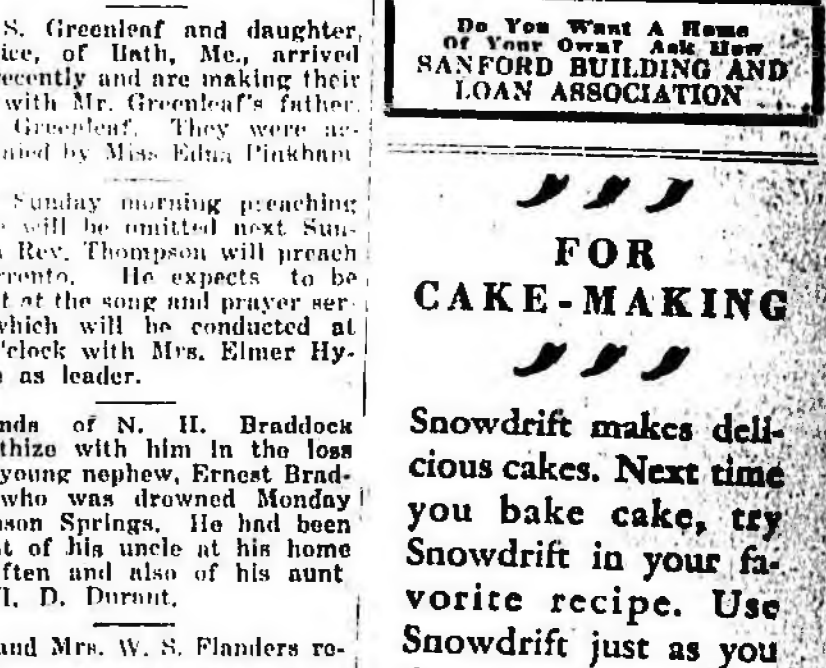 S. Greenleaf and daughter,
ice, of Bath, Me., arrived
recently and are making their
with Mr. Greenleaf's father.
Greenleaf. They were ac-
nied by Miss Edna Pinkham
Sunday morning preaching
will be omitted next Sun-
Rev. Thompson will preach
rrento. He expects to be
t at the song and prayer ser-
which will be conducted at
'clock with Mrs. Elmer Hy-
as leader.
nds of N. H. Braddock
thize with him in the loss
young nephew, Ernest Brad-
who was drowned Monday
nson Springs. He had been
t of his uncle at his home
ften and also of his aunt
D. Durant.
and Mrs. W. S. Flanders re-
Do You Want A Home
Of Your Own? Ask How
SANFORD BUILDING AND
LOAN ASSOCIATION
FOR
CAKE-MAKING
Snowdrift makes deli-
cious cakes. Next time
you bake cake, try
Snowdrift in your fa-
vorite recipe. Use
Snowdrift just as you